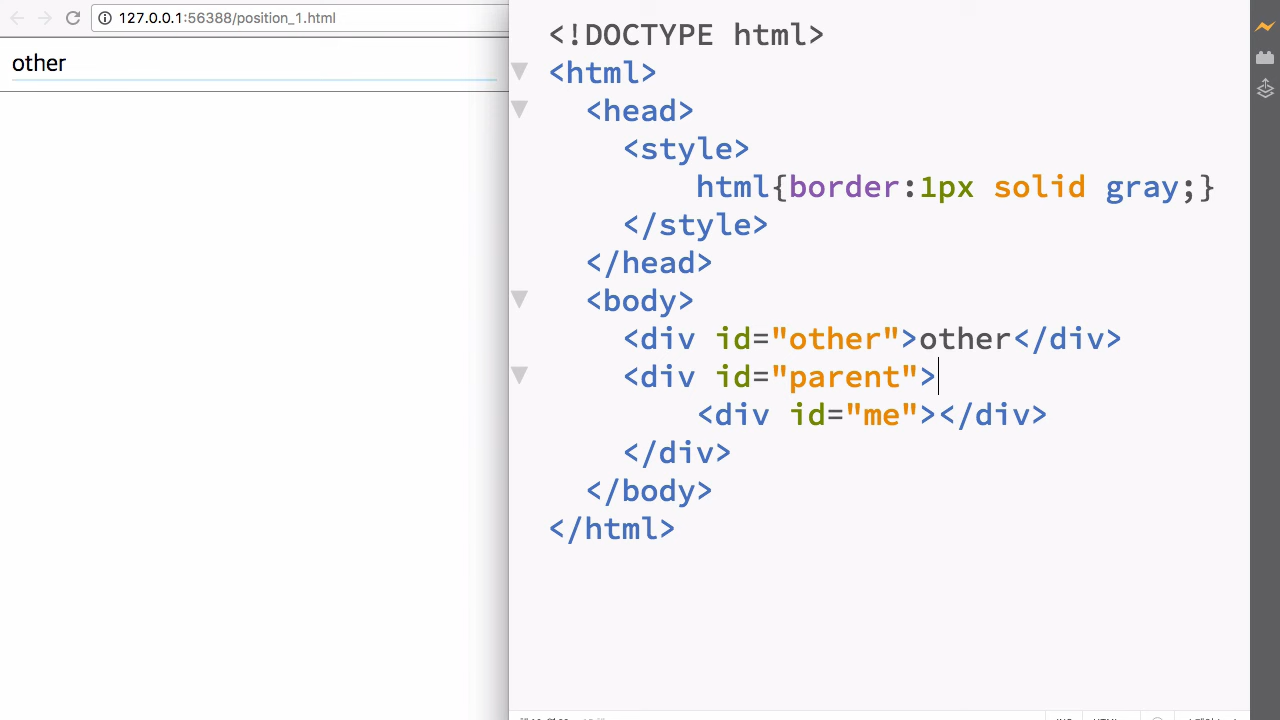 127.0.0.1:56388/position_1.html
other
<!DOCTYPE html>
<html>
<head>
<style>
html{border:1px solid gray;}
</style>
</head>
<body>
<div id="other">other</div>
<div id="parent">
<div id="me"></div>
</div>
</body>
</html>